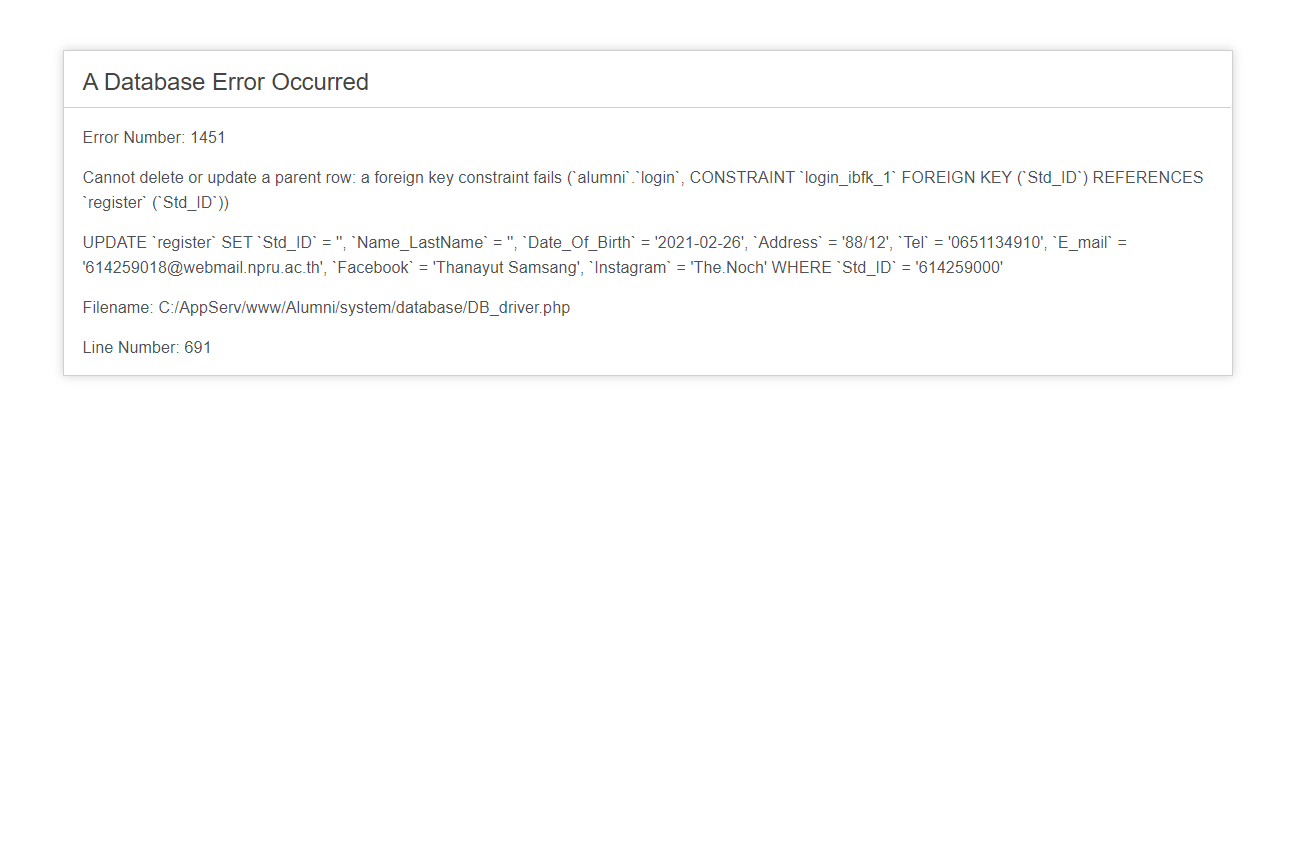 A Database Error Occurred
Error Number: 1451
Cannot delete or update a parent row: a foreign key constraint fails (`alumni`.`login`, CONSTRAINT `login_ibfk_1` FOREIGN KEY (`Std_ID`) REFERENCES
`register` (`Std_ID`))
UPDATE `register` SET `Std_ID` = '', `Name_LastName` = '', `Date_Of_Birth` = '2021-02-26', `Address` = '88/12', `Tel` = '0651134910', `E_mail` =
'614259018@webmail.npru.ac.th', `Facebook` = 'Thanayut Samsang', `Instagram` = 'The.Noch' WHERE `Std_ID` = '614259000'
Filename: C:/AppServ/www/Alumni/system/database/DB_driver.php
Line Number: 691